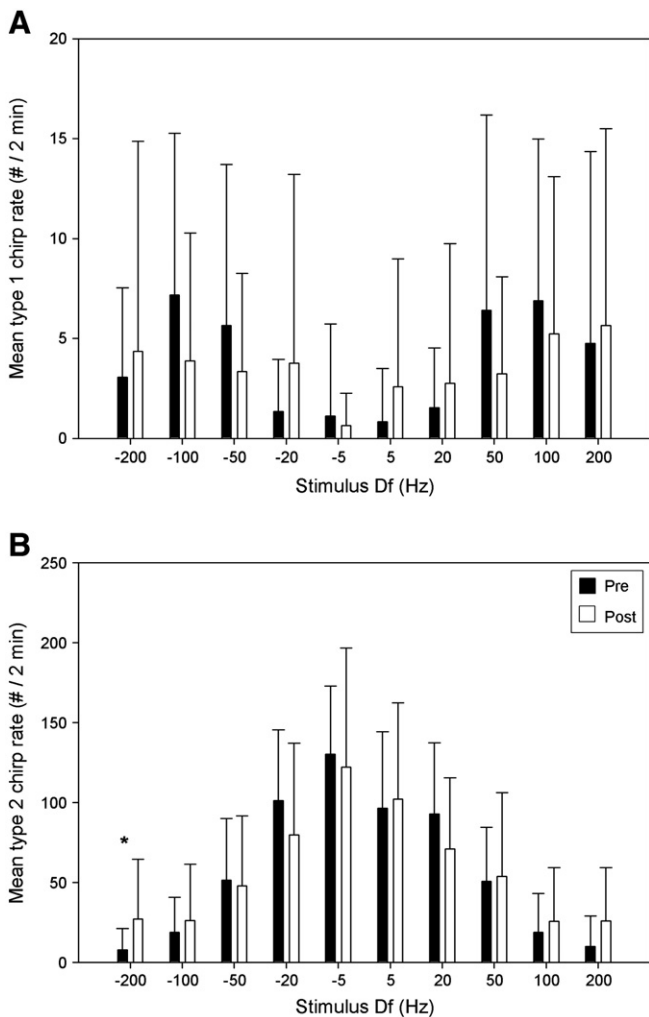 A
Mean type 1 chirp rate (# / 2 min)
20
15
10
5
0
-200 -100 -50 -20 -5 5 20 50 100 200
Stimulus Df (Hz)
B
Mean type 2 chirp rate (# / 2 min)
250
200
150
100
50
0
Pre
Post
*
-200 -100 -50 -20 -5 5 20 50 100 200
Stimulus Df (Hz)